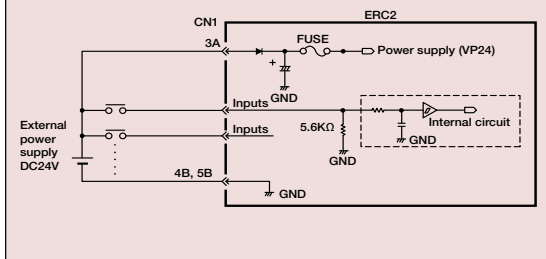 ERC2
CN1
3A
FUSE
Power supply (VP24)
+
GND
Inputs
Inputs
5.6KΩ
Internal circuit
GND
GND
External
power
supply
DC24V
4B, 5B
GND